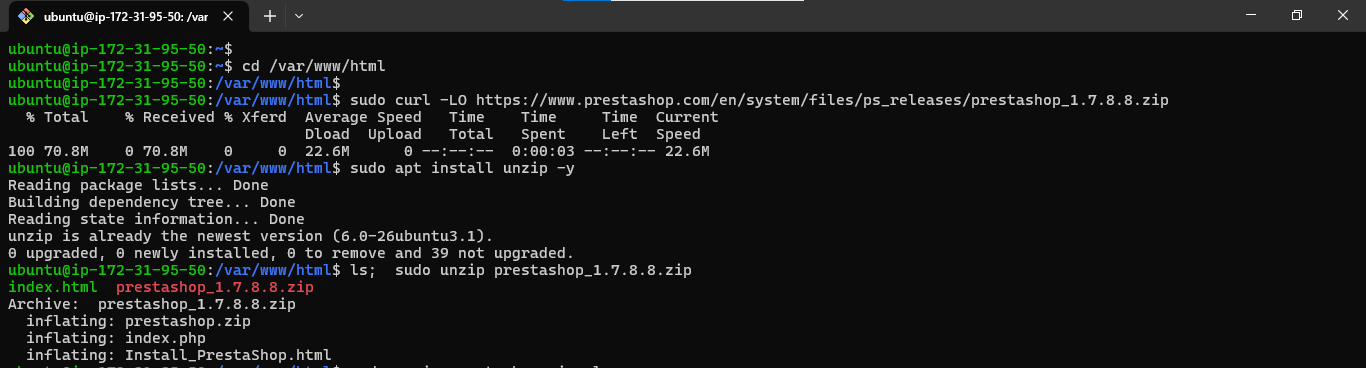 ubuntu@ip-172-31-95-50: /var
ubuntu@ip-172-31-95-50:~$
ubuntu@ip-172-31-95-50:~$ cd /var/www/html
ubuntu@ip-172-31-95-50:/var/www/html$
ubuntu@ip-172-31-95-50:/var/www/html$ sudo curl -LO https://www.prestashop.com/en/system/files/ps_releases/prestashop_1.7.8.8.zip
% Total % Received % Xferd Average Speed Time Time Time Current
Dload Upload Total Spent Left Speed
100 70.8M 0 70.8M 0 0 22.6M 0 --:--:-- 0:00:03 --:--:-- 22.6M
ubuntu@ip-172-31-95-50:/var/www/html$ sudo apt install unzip -y
Reading package lists... Done
Building dependency tree... Done
Reading state information... Done
unzip is already the newest version (6.0-26ubuntu3.1).
0 upgraded, 0 newly installed, 0 to remove and 39 not upgraded.
ubuntu@ip-172-31-95-50:/var/www/html$ ls;  sudo unzip prestashop_1.7.8.8.zip
index.html prestashop_1.7.8.8.zip
Archive: prestashop_1.7.8.8.zip
inflating: prestashop.zip
inflating: index.php
inflating: Install_PrestaShop.html